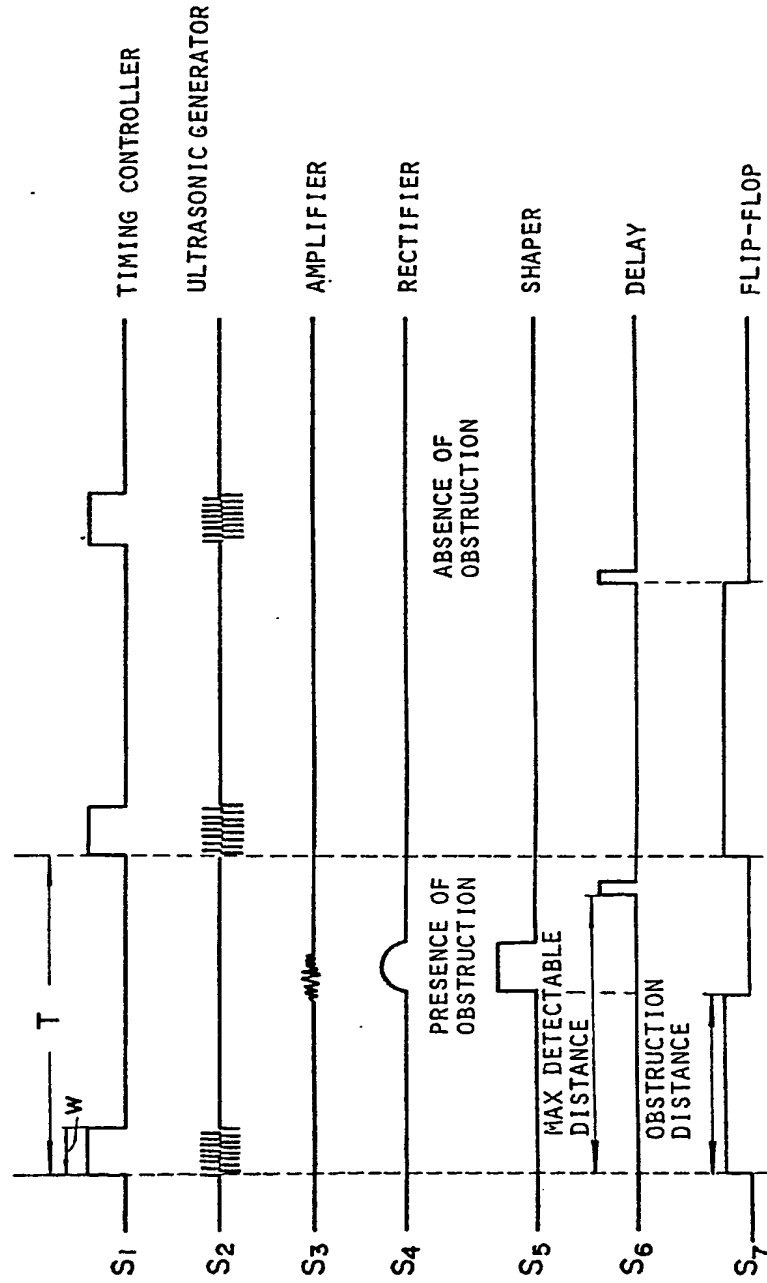 T
W
S1
TIMING CONTROLLER
S2
ULTRASONIC GENERATOR
S3
AMPLIFIER
S4
RECTIFIER
PRESENCE OF
OBSTRUCTION
ABSENCE OF
OBSTRUCTION
S5
SHAPER
MAX DETECTABLE
DISTANCE
S6
DELAY
OBSTRUCTION
DISTANCE
S7
FLIP-FLOP